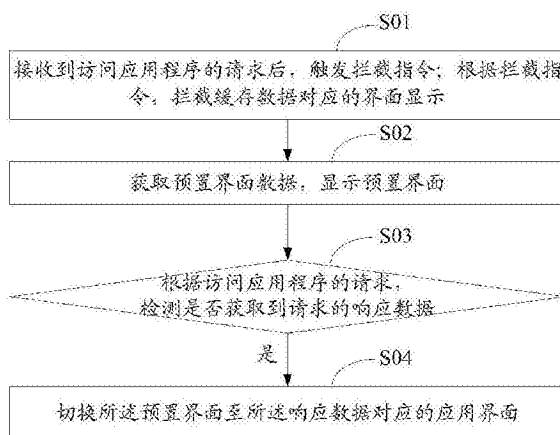 S01
接收到访问应用程序的请求后，触发拦截指令；根据拦截指
令，拦截缓存数据对应的界面显示
S02
获取预置界面数据，显示预置界面
S03
根据访问应用程序的请求，
检测是否获取到请求的响应数据
是
S04
切换所述预置界面至所述响应数据对应的应用界面